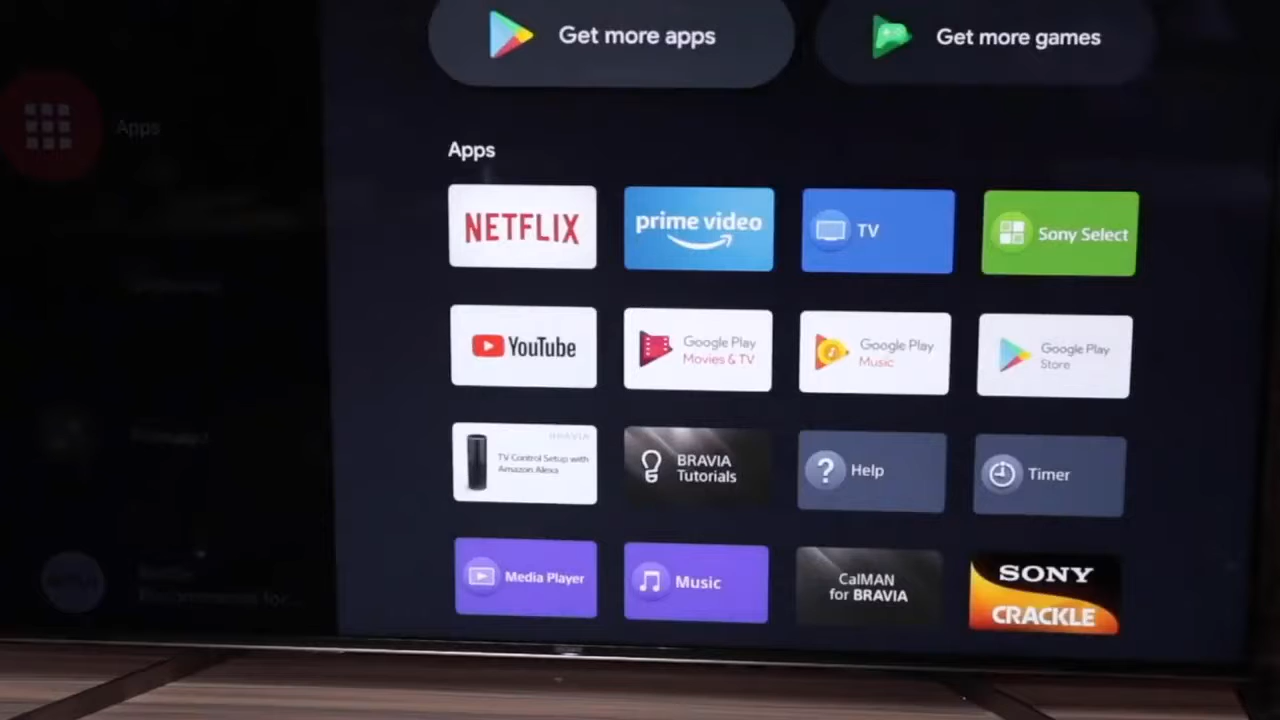 Get more apps
Get more games
Apps
Apps
NETFLIX
prime video
TV
Sony Select
YouTube
Google Play
Movies & TV
Google Play
Music
Google Play
Store
BRAVIA
TV Control Setup with
Amazon Alexa
BRAVIA
Tutorials
Help
Timer
Media Player
Music
CalMAN
for BRAVIA
SONY
CRACKLE